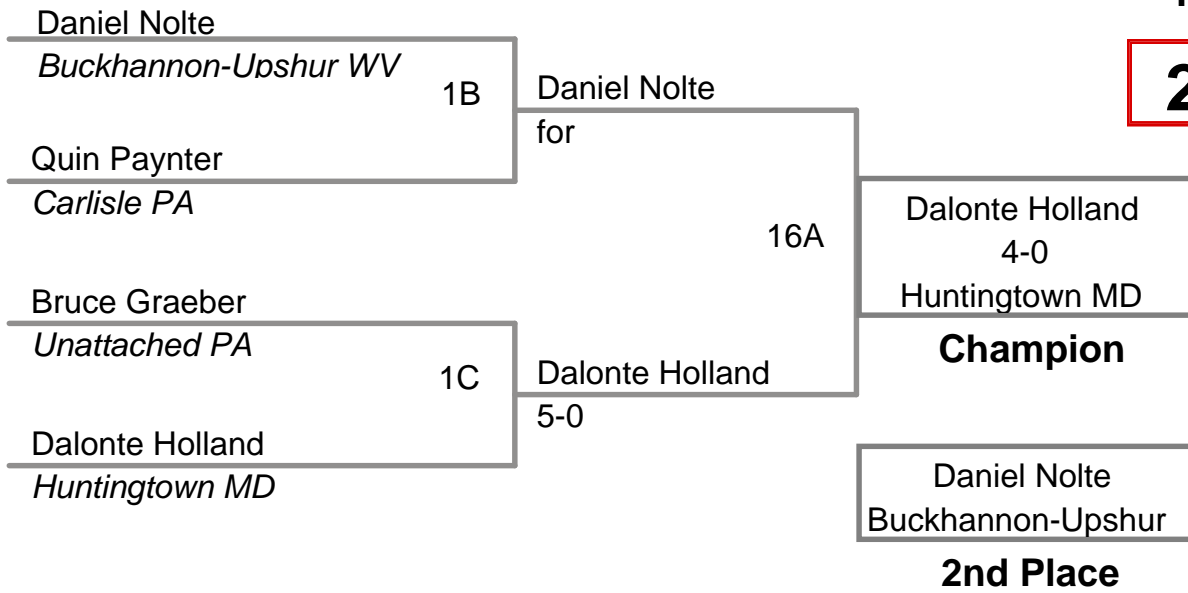 Daniel Nolte
Buckhannon-Upshur WV
1B
Daniel Nolte
for
2
Quin Paynter
Carlisle PA
16A
Dalonte Holland
4-0
Huntingtown MD
Champion
Bruce Graeber
Unattached PA
1C
Dalonte Holland
5-0
Dalonte Holland
Huntingtown MD
Daniel Nolte
Buckhannon-Upshur
2nd Place